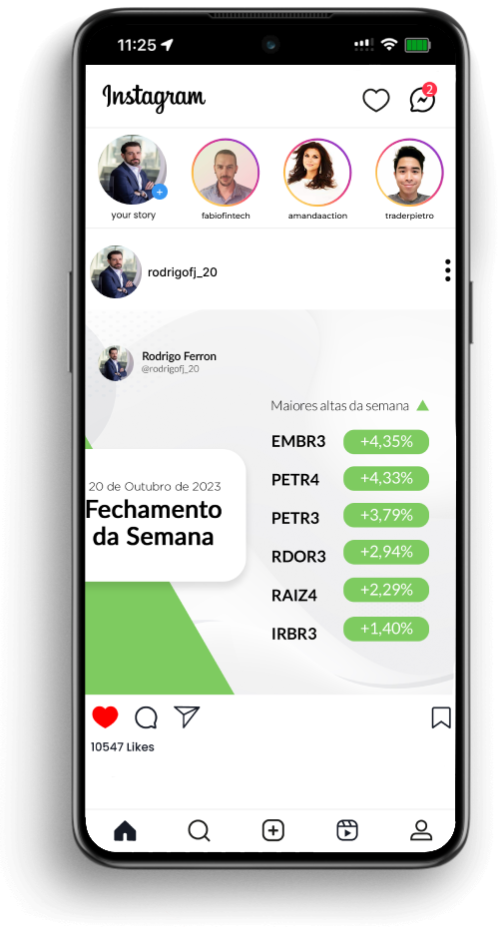 11:25
Instagram
2
your story
fabiofintech
amandaaction
traderpietro
rodrigofj_20
Rodrigo Ferron
@rodrigofj_20
Maiores altas da semana
EMBR3 +4,35%
PETR4 +4,33%
PETR3 +3,79%
RDOR3 +2,94%
RAIZ4 +2,29%
IRBR3 +1,40%
20 de Outubro de 2023
Fechamento
da Semana
10547 Likes